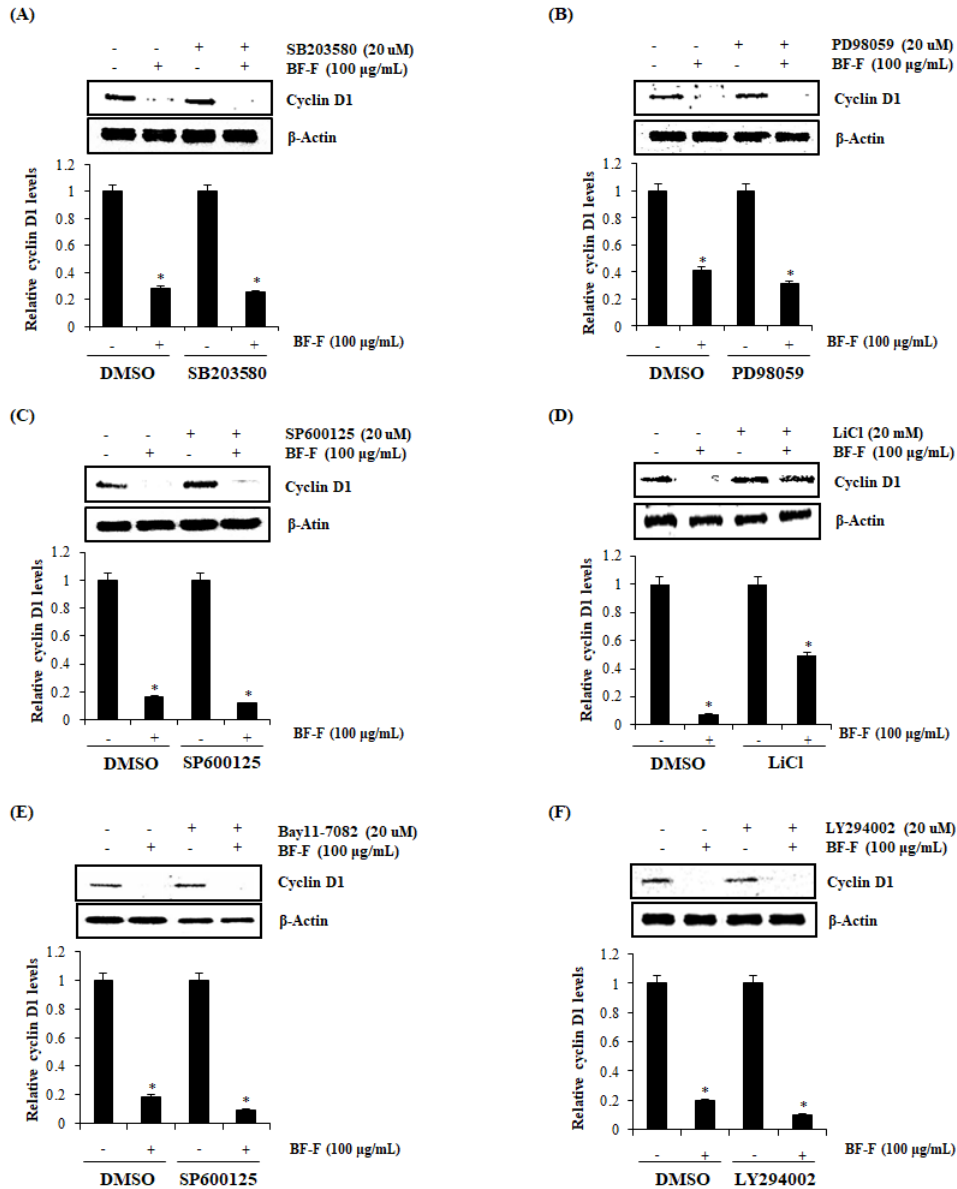 (A)
- - + + SB203580 (20 uM)
- + - + BF-F (100 µg/mL)
Cyclin D1
β-Actin
Relative cyclin D1 levels
1.2
1
0.8
0.6
0.4
0.2
0
* *
- + - + BF-F (100 µg/mL)
DMSO SB203580
(B)
- - + + PD98059 (20 uM)
- + - + BF-F (100 µg/mL)
Cyclin D1
β-Actin
Relative cyclin D1 levels
1.2
1
0.8
0.6
0.4
0.2
0
* *
- + - + BF-F (100 µg/mL)
DMSO PD98059
(C)
- - + + SP600125 (20 uM)
- + - + BF-F (100 µg/mL)
Cyclin D1
β-Atin
Relative cyclin D1 levels
1.2
1
0.8
0.6
0.4
0.2
0
* *
- + - + BF-F (100 µg/mL)
DMSO SP600125
(D)
- - + + LiCl (20 mM)
- + - + BF-F (100 µg/mL)
Cyclin D1
β-Actin
Relative cyclin D1 levels
1.2
1
0.8
0.6
0.4
0.2
0
* *
- + - + BF-F (100 µg/mL)
DMSO LiCl
(E)
- - + + Bay11-7082 (20 uM)
- + - + BF-F (100 µg/mL)
Cyclin D1
β-Actin
Relative cyclin D1 levels
1.2
1
0.8
0.6
0.4
0.2
0
* *
- + - + BF-F (100 µg/mL)
DMSO SP600125
(F)
- - + + LY294002 (20 uM)
- + - + BF-F (100 µg/mL)
Cyclin D1
β-Actin
Relative cyclin D1 levels
1.2
1
0.8
0.6
0.4
0.2
0
* *
- + - + BF-F (100 µg/mL)
DMSO LY294002